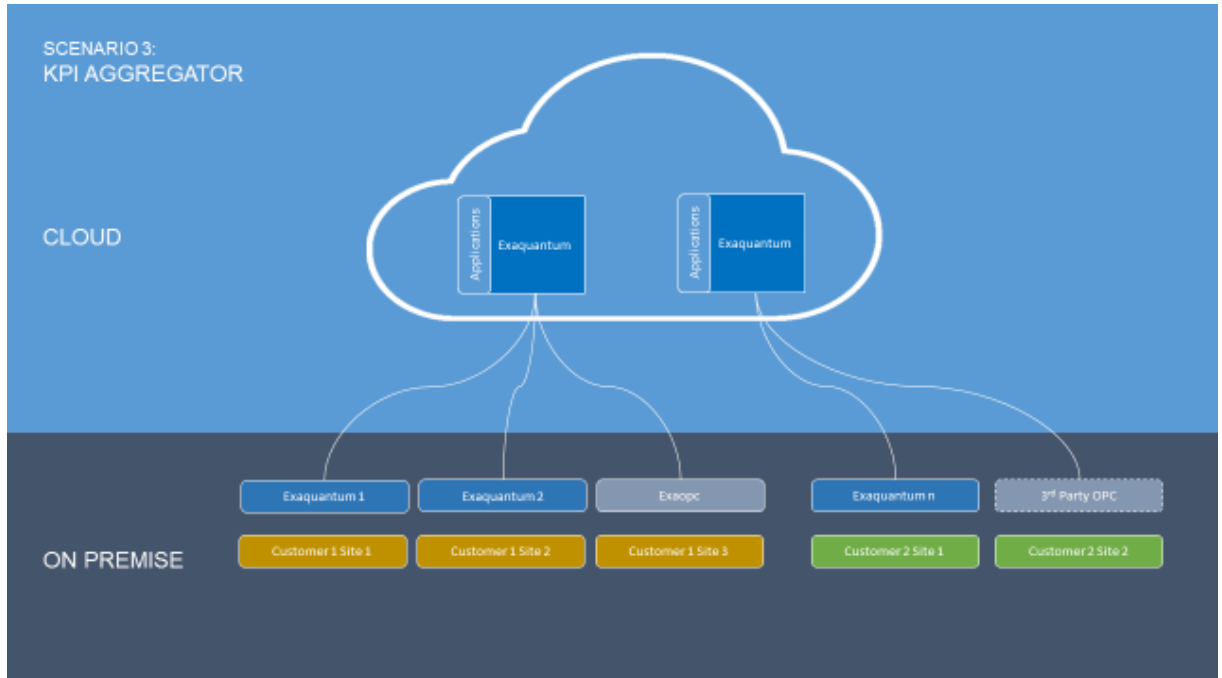 SCENARIO 3:
KPI AGGREGATOR
CLOUD
Applications
Exaquantum
Applications
Exaquantum
Exaquantum 1
Exaquantum 2
Exaopc
Exaquantum n
3rd Party OPC
ON PREMISE
Customer 1 Site 1
Customer 1 Site 2
Customer 1 Site 3
Customer 2 Site 1
Customer 2 Site 2